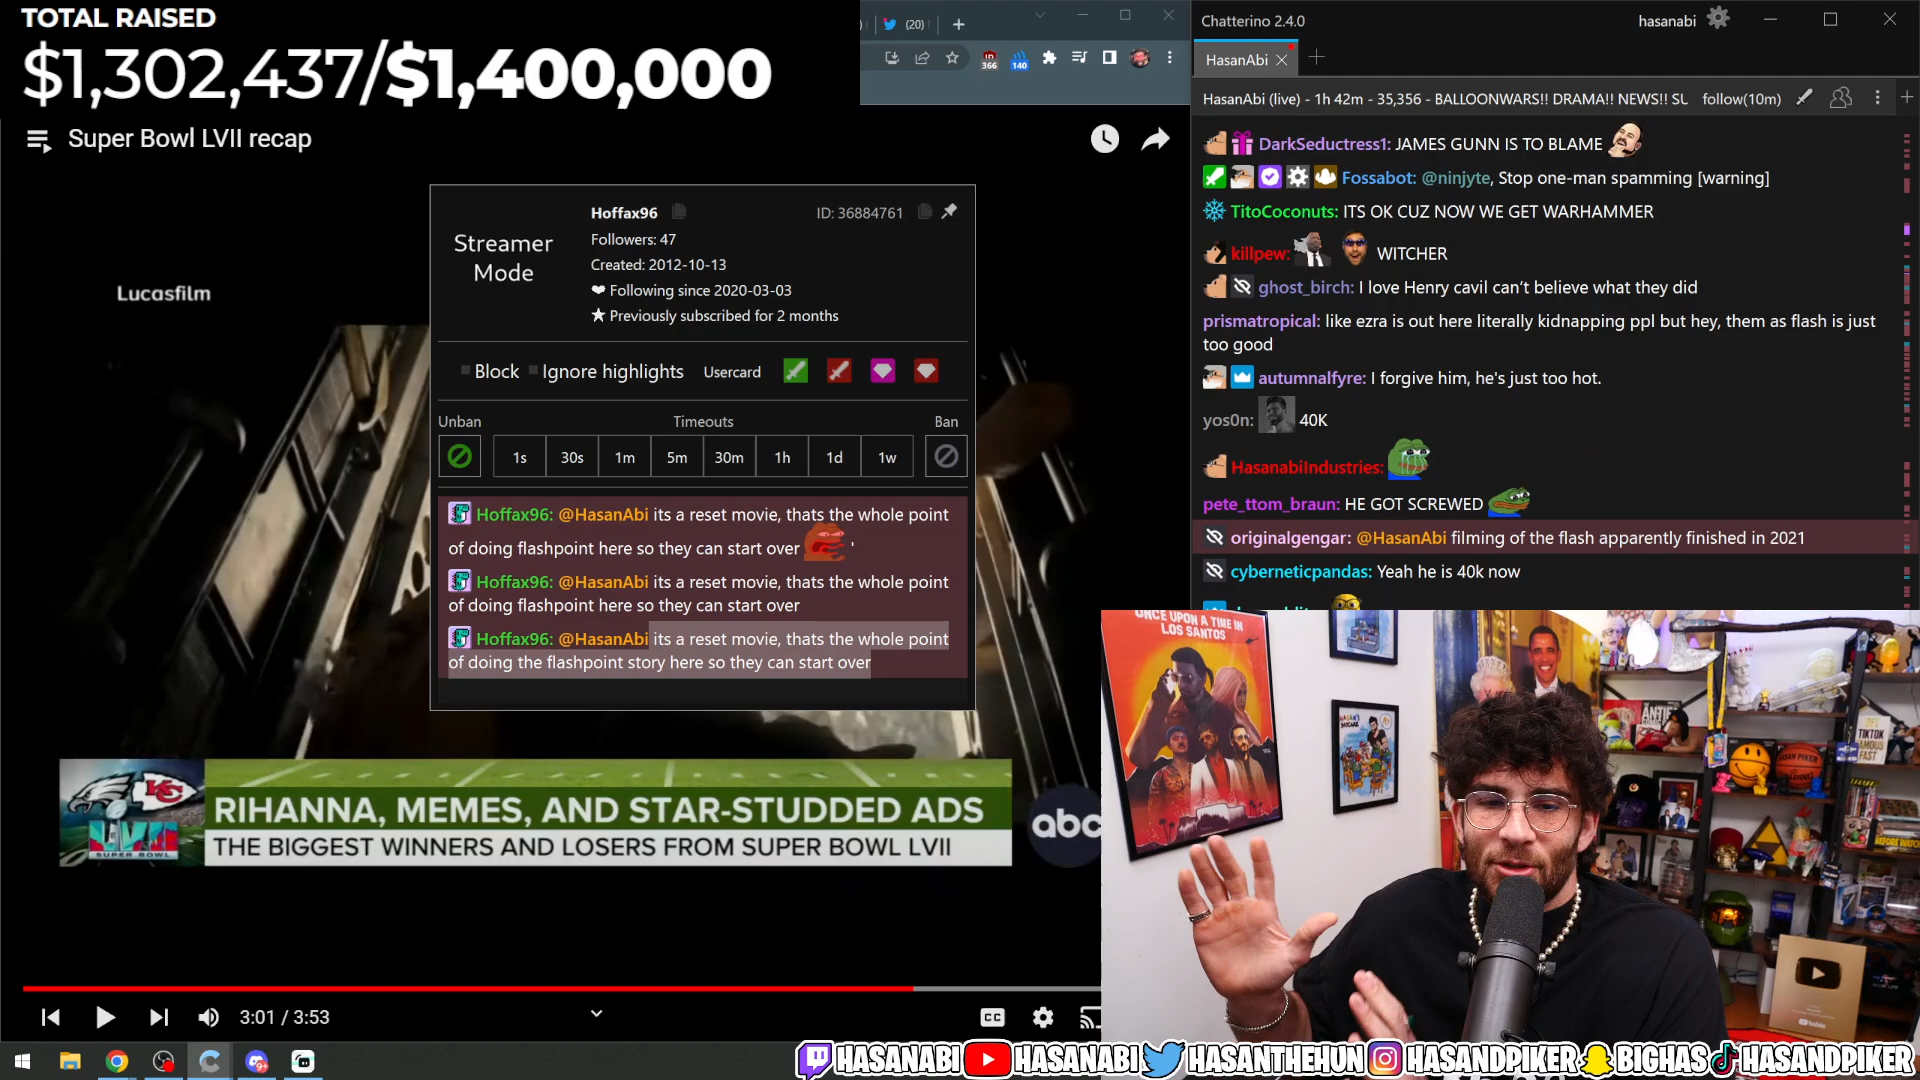 TOTAL RAISED
$1,302,437/$1,400,000
Super Bowl LVII recap
(20)
366
140
Chatterino 2.4.0
hasanabi
HasanAbi
HasanAbi (live) - 1h 42m - 35,356 - BALLOONWARS!! DRAMA!! NEWS!! SU
follow(10m)
DarkSeductress1: JAMES GUNN IS TO BLAME
Fossabot: @ninjyte, Stop one-man spamming [warning]
TitoCoconuts: ITS OK CUZ NOW WE GET WARHAMMER
killpew: WITCHER
ghost_birch: I love Henry cavil can't believe what they did
prismatropical: like ezra is out here literally kidnapping ppl but hey, them as flash is just
too good
autumnalfyre: I forgive him, he's just too hot.
yos0n: 40K
HasanabiIndustries:
pete_ttom_braun: HE GOT SCREWED
originalgengar: @HasanAbi filming of the flash apparently finished in 2021
cyberneticpandas: Yeah he is 40k now
Lucasfilm
Streamer
Mode
Hoffax96
ID: 36884761
Followers: 47
Created: 2012-10-13
Following since 2020-03-03
Previously subscribed for 2 months
Block
Ignore highlights
Usercard
Unban
Timeouts
Ban
1s
30s
1m
5m
30m
1h
1d
1w
Hoffax96: @HasanAbi its a reset movie, thats the whole point
of doing flashpoint here so they can start over '
Hoffax96: @HasanAbi its a reset movie, thats the whole point
of doing flashpoint here so they can start over
Hoffax96: @HasanAbi its a reset movie, thats the whole point
of doing the flashpoint story here so they can start over
RIHANNA, MEMES, AND STAR-STUDDED ADS
THE BIGGEST WINNERS AND LOSERS FROM SUPER BOWL LVII
LVII
SUPER BOWL
KC
abc
ONCE UPON A TIME IN
LOS SANTOS
TIKTOK
FAMOUS
FAST
3:01 / 3:53
CC
HASANABI
HASANABI
HASANTHEHUN
HASANDPIKER
BIGHAS
HASANDPIKER